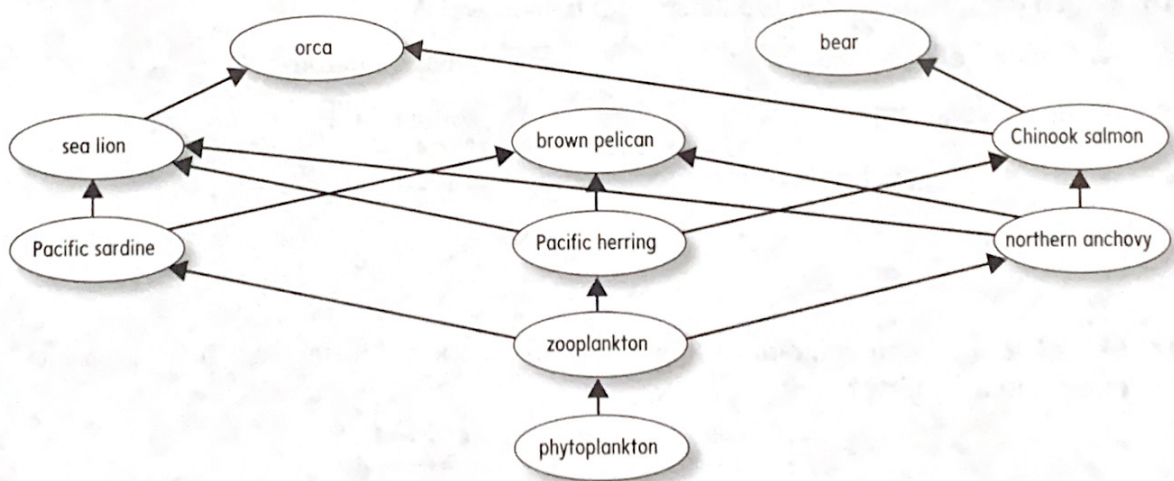 orca
bear
sea lion
brown pelican
Chinook salmon
Pacific sardine
Pacific herring
northern anchovy
zooplankton
phytoplankton